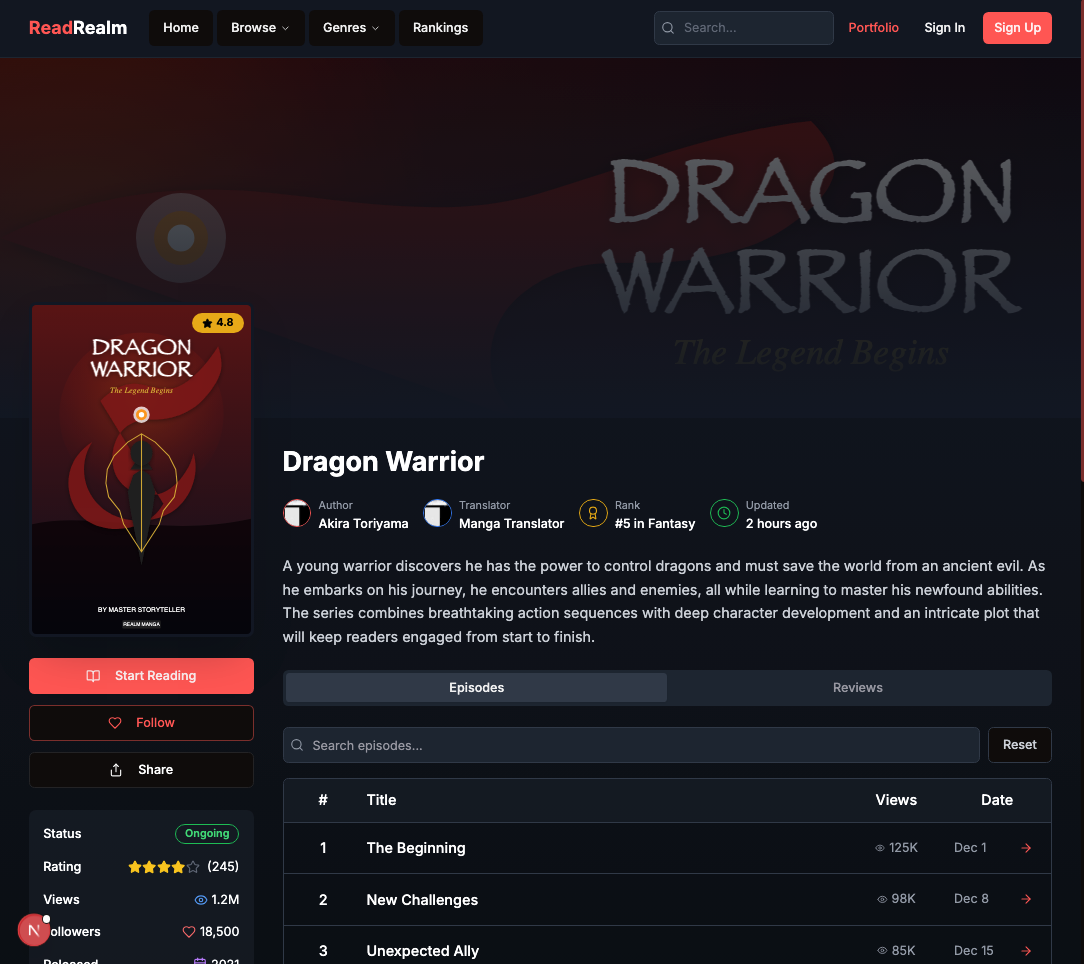 ReadRealm Home Browse Genres Rankings Search... Portfolio Sign In Sign Up
DRAGON
WARRIOR
The Legend Begins
4.8
DRAGON
WARRIOR
The Legend Begins
BY MASTER STORYTELLER
REALM MANGA
Start Reading
Follow
Share
Status Ongoing
Rating (245)
Views 1.2M
N ollowers 18,500
Released 2021
Dragon Warrior
Author Translator Rank Updated
Akira Toriyama Manga Translator #5 in Fantasy 2 hours ago
A young warrior discovers he has the power to control dragons and must save the world from an ancient evil. As
he embarks on his journey, he encounters allies and enemies, all while learning to master his newfound abilities.
The series combines breathtaking action sequences with deep character development and an intricate plot that
will keep readers engaged from start to finish.
Episodes Reviews
Search episodes... Reset
# Title Views Date
1 The Beginning 125K Dec 1
2 New Challenges 98K Dec 8
3 Unexpected Ally 85K Dec 15